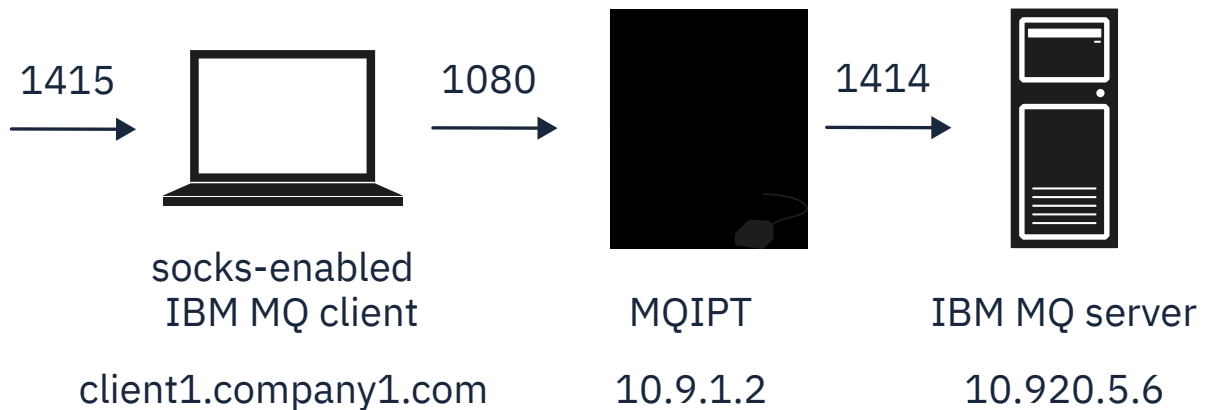 1415
1080
1414
socks-enabled
IBM MQ client
MQIPT
IBM MQ server
client1.company1.com
10.9.1.2
10.920.5.6